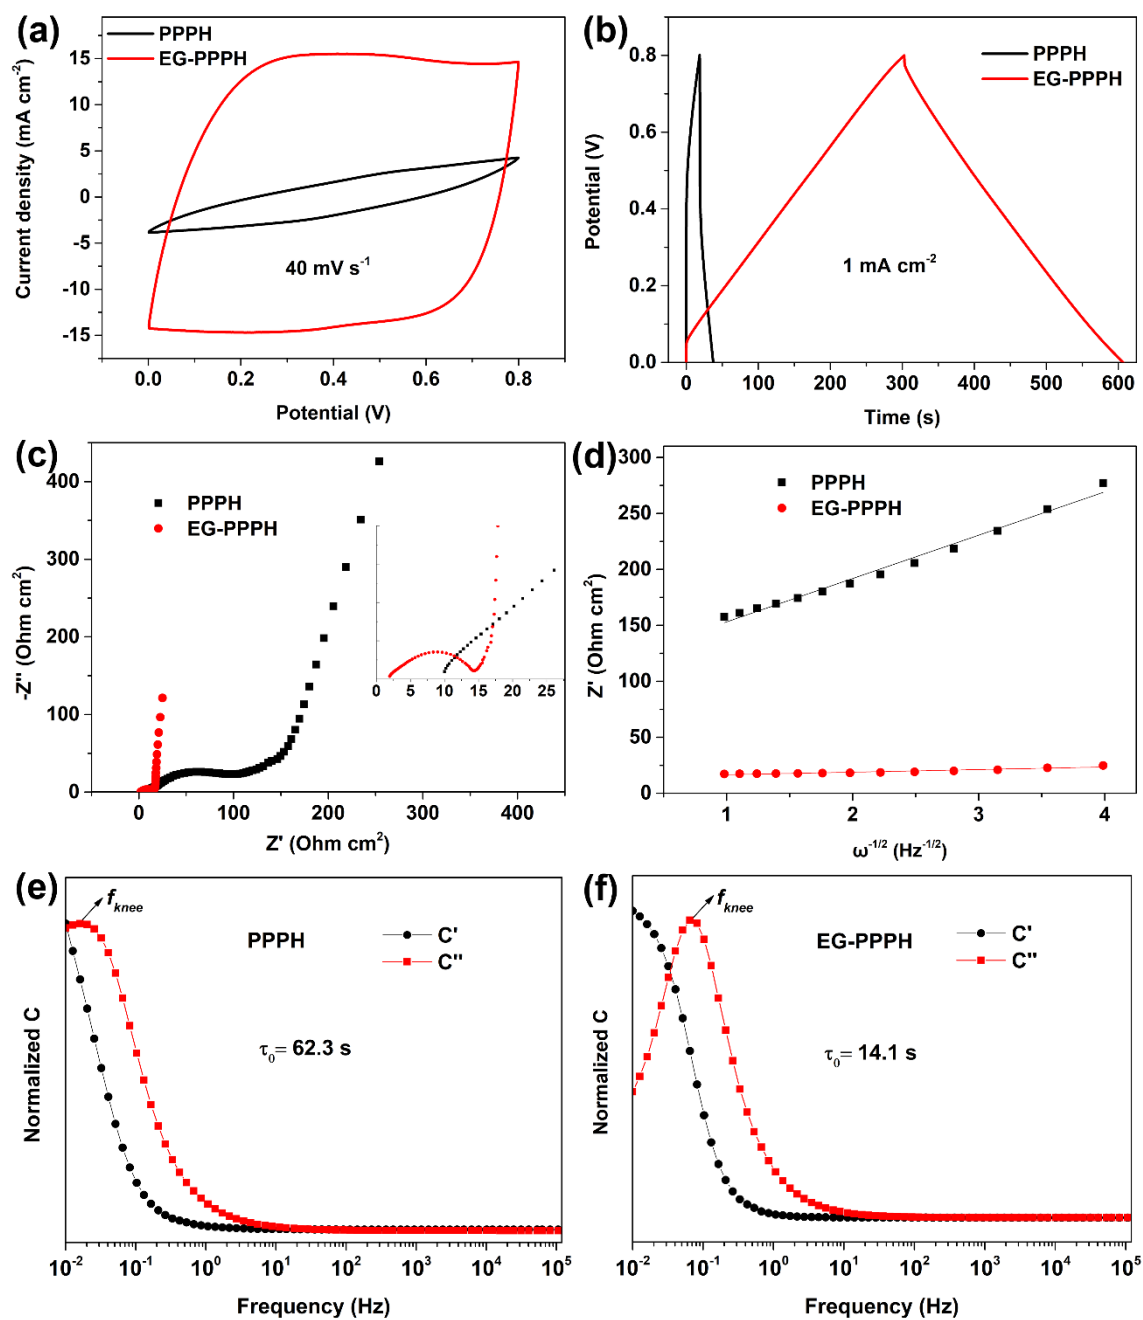 (a)
PPPH
EG-PPPH
Current density (mA cm⁻²)
15
10
5
0
-5
-10
-15
40 mV s⁻¹
0.0 0.2 0.4 0.6 0.8
Potential (V)
(b)
PPPH
EG-PPPH
Potential (V)
0.8
0.6
0.4
0.2
0.0
1 mA cm⁻²
0 100 200 300 400 500 600
Time (s)
(c)
PPPH
EG-PPPH
-Z'' (Ohm cm²)
400
300
200
100
0
0 5 10 15 20 25
0 100 200 300 400
Z' (Ohm cm²)
(d)
PPPH
EG-PPPH
Z' (Ohm cm²)
300
250
200
150
100
50
0
1 2 3 4
ω⁻¹/² (Hz⁻¹/²)
(e)
f_knee
PPPH
C'
C''
Normalized C
τ₀= 62.3 s
10⁻² 10⁻¹ 10⁰ 10¹ 10² 10³ 10⁴ 10⁵
Frequency (Hz)
(f)
f_knee
EG-PPPH
C'
C''
Normalized C
τ₀= 14.1 s
10⁻² 10⁻¹ 10⁰ 10¹ 10² 10³ 10⁴ 10⁵
Frequency (Hz)